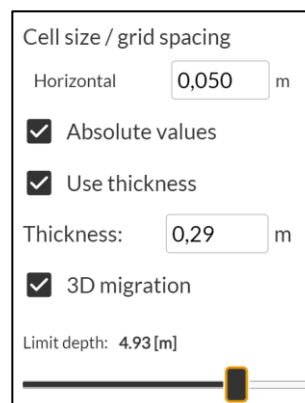 Cell size / grid spacing
Horizontal 0,050 m
Absolute values
Use thickness
Thickness: 0,29 m
3D migration
Limit depth: 4.93 [m]